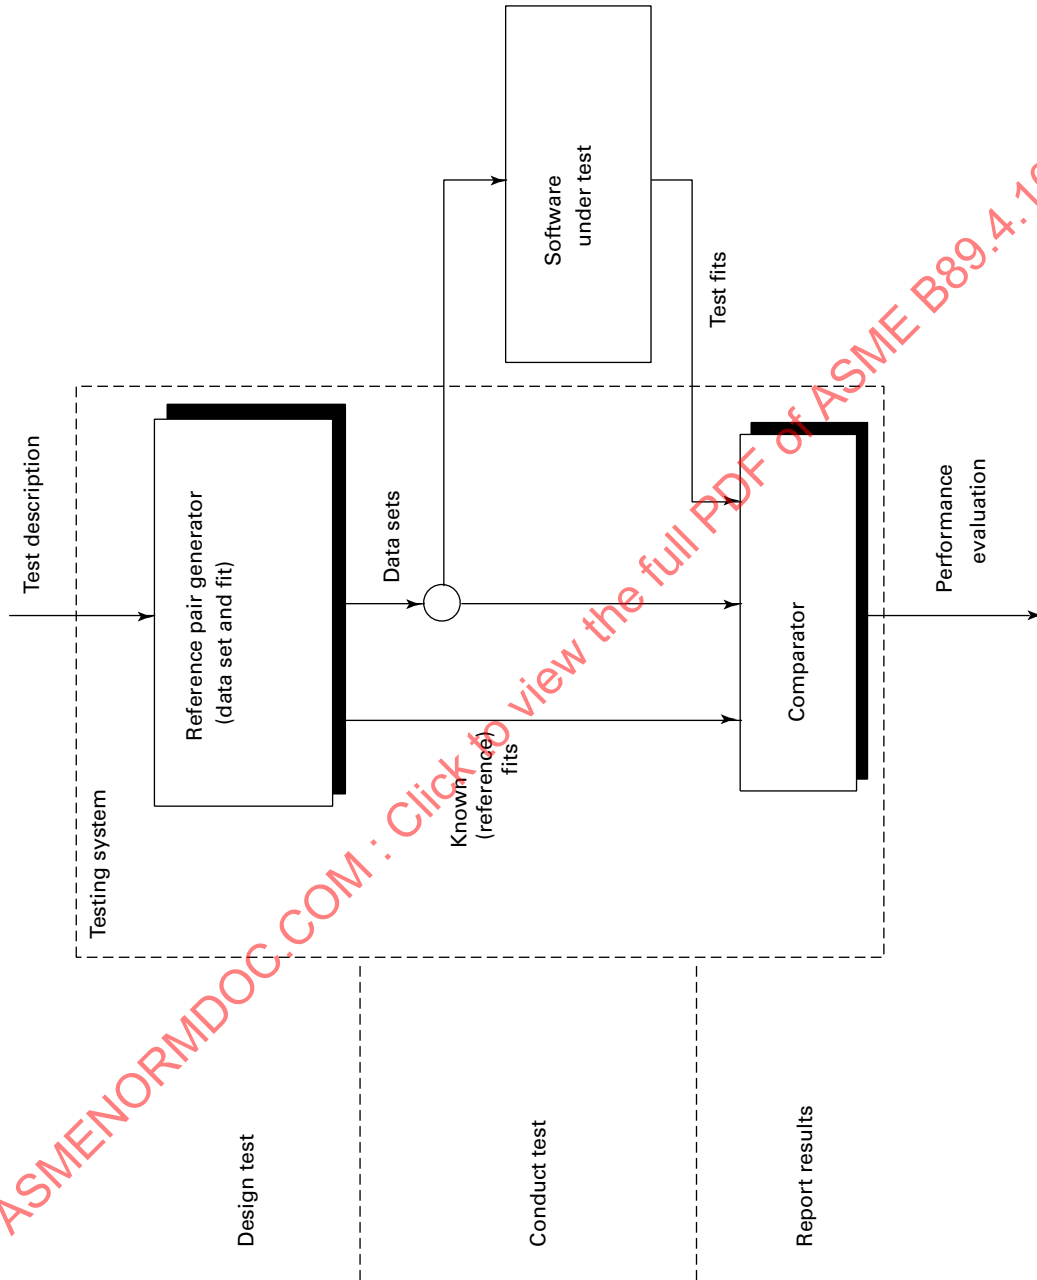 Test description
Testing system
Reference pair generator
(data set and fit)
Data sets
Known
(reference)
fits
Software
under test
Test fits
Comparator
Performance
evaluation
Design test
Conduct test
Report results
ASMENORMDOC.COM : Click to view the full PDF of ASME B89.4.10